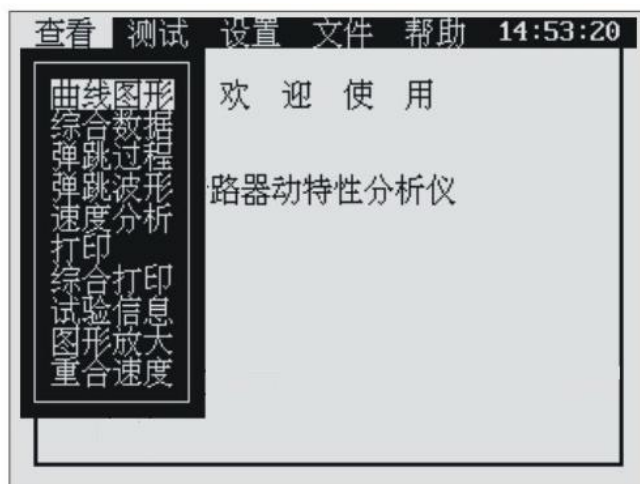 查看 测试 设置 文件 帮助 14:53:20
曲线图形
综合数据
弹跳过程
弹跳波形
速度分析
打印
综合打印
试验信息
图形放大
重合速度
欢迎使用
路器动特性分析仪